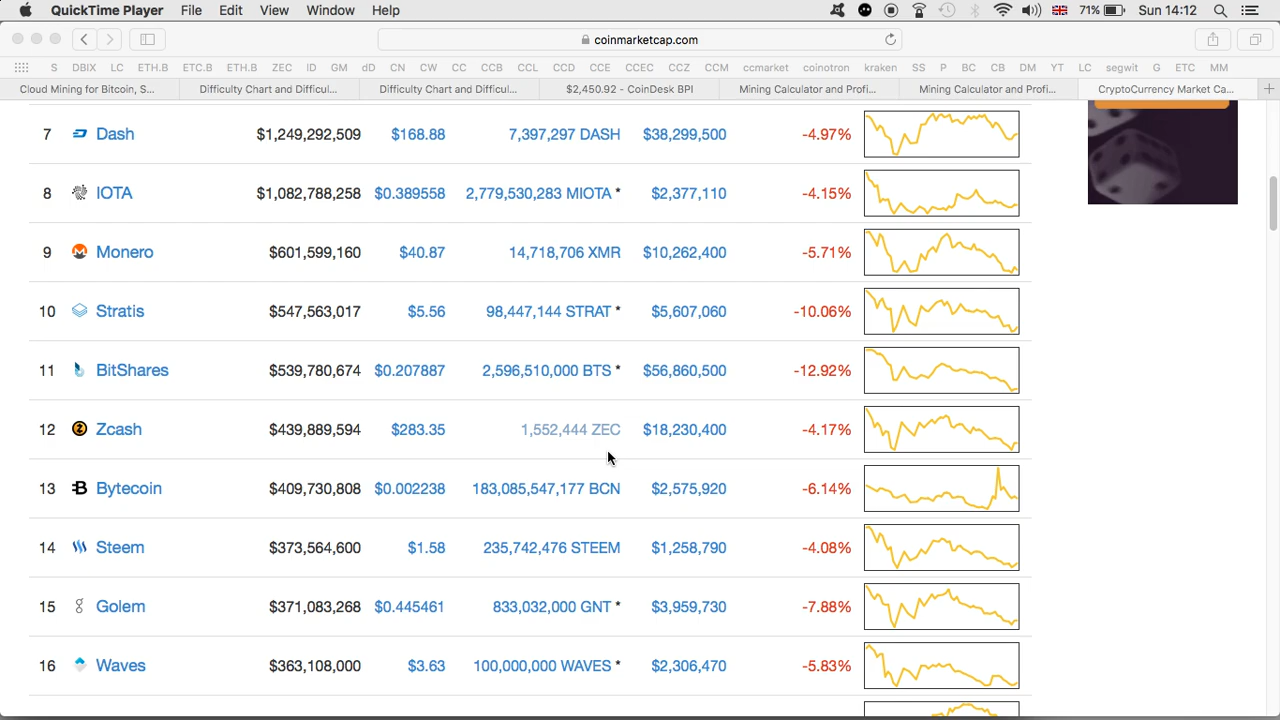 QuickTime Player File Edit View Window Help 71% Sun 14:12
coinmarketcap.com
S DBIX LC ETH.B ETC.B ETH.B ZEC ID GM dD CN CW CC CCB CCL CCD CCE CCEC CCZ CCM ccmarket coinotron kraken SS P BC CB DM YT LC segwit G ETC MM
Cloud Mining for Bitcoin, S... Difficulty Chart and Difficul... Difficulty Chart and Difficul... $2,450.92 - CoinDesk BPI Mining Calculator and Profi... Mining Calculator and Profi... CryptoCurrency Market Ca...
7 Dash $1,249,292,509 $168.88 7,397,297 DASH $38,299,500 -4.97%
8 IOTA $1,082,788,258 $0.389558 2,779,530,283 MIOTA * $2,377,110 -4.15%
9 Monero $601,599,160 $40.87 14,718,706 XMR $10,262,400 -5.71%
10 Stratis $547,563,017 $5.56 98,447,144 STRAT * $5,607,060 -10.06%
11 BitShares $539,780,674 $0.207887 2,596,510,000 BTS * $56,860,500 -12.92%
12 Zcash $439,889,594 $283.35 1,552,444 ZEC $18,230,400 -4.17%
13 Bytecoin $409,730,808 $0.002238 183,085,547,177 BCN $2,575,920 -6.14%
14 Steem $373,564,600 $1.58 235,742,476 STEEM $1,258,790 -4.08%
15 Golem $371,083,268 $0.445461 833,032,000 GNT * $3,959,730 -7.88%
16 Waves $363,108,000 $3.63 100,000,000 WAVES * $2,306,470 -5.83%